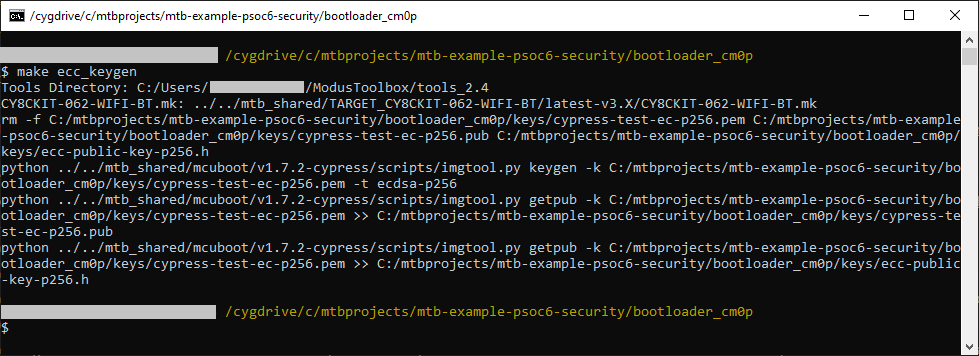 /cygdrive/c/mtbprojects/mtb-example-psoc6-security/bootloader_cm0p
/cygdrive/c/mtbprojects/mtb-example-psoc6-security/bootloader_cm0p
$ make ecc_keygen
Tools Directory: C:/Users/ /ModusToolbox/tools_2.4
CY8CKIT-062-WIFI-BT.mk: ../../mtb_shared/TARGET_CY8CKIT-062-WIFI-BT/latest-v3.X/CY8CKIT-062-WIFI-BT.mk
rm -f C:/mtbprojects/mtb-example-psoc6-security/bootloader_cm0p/keys/cypress-test-ec-p256.pem C:/mtbprojects/mtb-example
-psoc6-security/bootloader_cm0p/keys/cypress-test-ec-p256.pub C:/mtbprojects/mtb-example-psoc6-security/bootloader_cm0p/
keys/ecc-public-key-p256.h
python ../../mtb_shared/mcuboot/v1.7.2-cypress/scripts/imgtool.py keygen -k C:/mtbprojects/mtb-example-psoc6-security/bo
otloader_cm0p/keys/cypress-test-ec-p256.pem -t ecdsa-p256
python ../../mtb_shared/mcuboot/v1.7.2-cypress/scripts/imgtool.py getpub -k C:/mtbprojects/mtb-example-psoc6-security/bo
otloader_cm0p/keys/cypress-test-ec-p256.pem >> C:/mtbprojects/mtb-example-psoc6-security/bootloader_cm0p/keys/cypress-te
st-ec-p256.pub
python ../../mtb_shared/mcuboot/v1.7.2-cypress/scripts/imgtool.py getpub -k C:/mtbprojects/mtb-example-psoc6-security/bo
otloader_cm0p/keys/cypress-test-ec-p256.pem >> C:/mtbprojects/mtb-example-psoc6-security/bootloader_cm0p/keys/ecc-public
-key-p256.h
/cygdrive/c/mtbprojects/mtb-example-psoc6-security/bootloader_cm0p
$